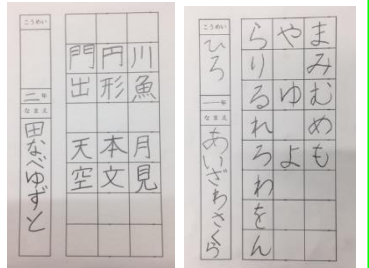 川魚
月見
円形
本文
門出
天空
こうめい
二年
なまえ
田なべゆずと
まみむめも
やゆよ
らりるれろわをん
こうめい
ひろ
一年
なまえ
あいざわさくら